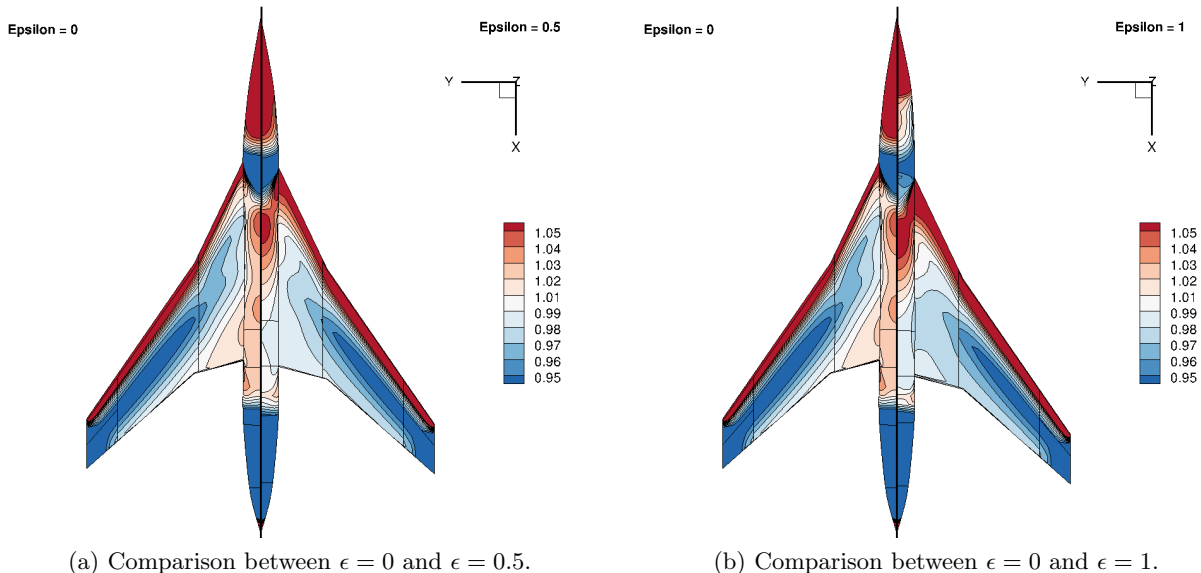 Epsilon = 0
Epsilon = 0.5
Y
Z
X
1.05
1.04
1.03
1.02
1.01
0.99
0.98
0.97
0.96
0.95
(a) Comparison between ϵ = 0 and ϵ = 0.5.
Epsilon = 0
Epsilon = 1
Y
Z
X
1.05
1.04
1.03
1.02
1.01
0.99
0.98
0.97
0.96
0.95
(b) Comparison between ϵ = 0 and ϵ = 1.